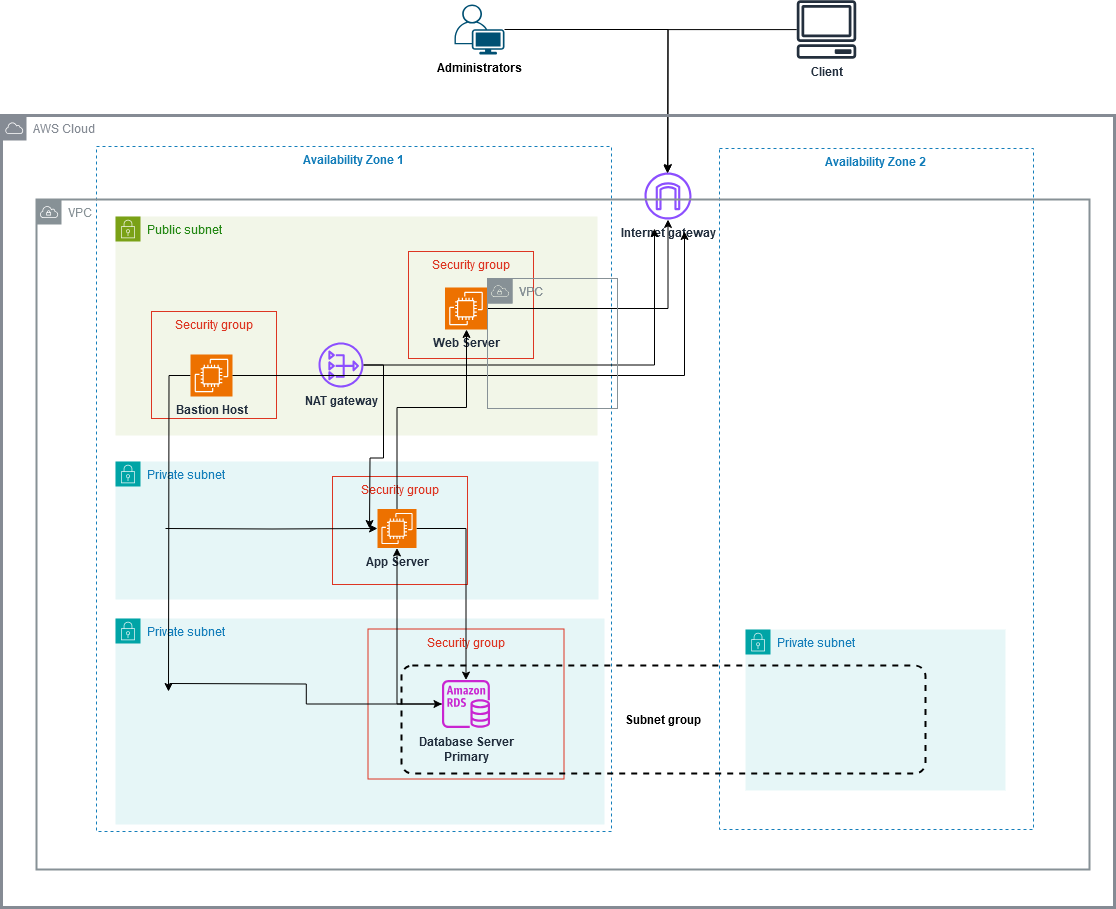 Administrators
Client
AWS Cloud
Availability Zone 1
Availability Zone 2
VPC
Public subnet
Internet gateway
Security group
VPC
Security group
Web Server
NAT gateway
Bastion Host
Private subnet
Security group
App Server
Private subnet
Security group
Private subnet
Amazon
RDS
Subnet group
Database Server
Primary